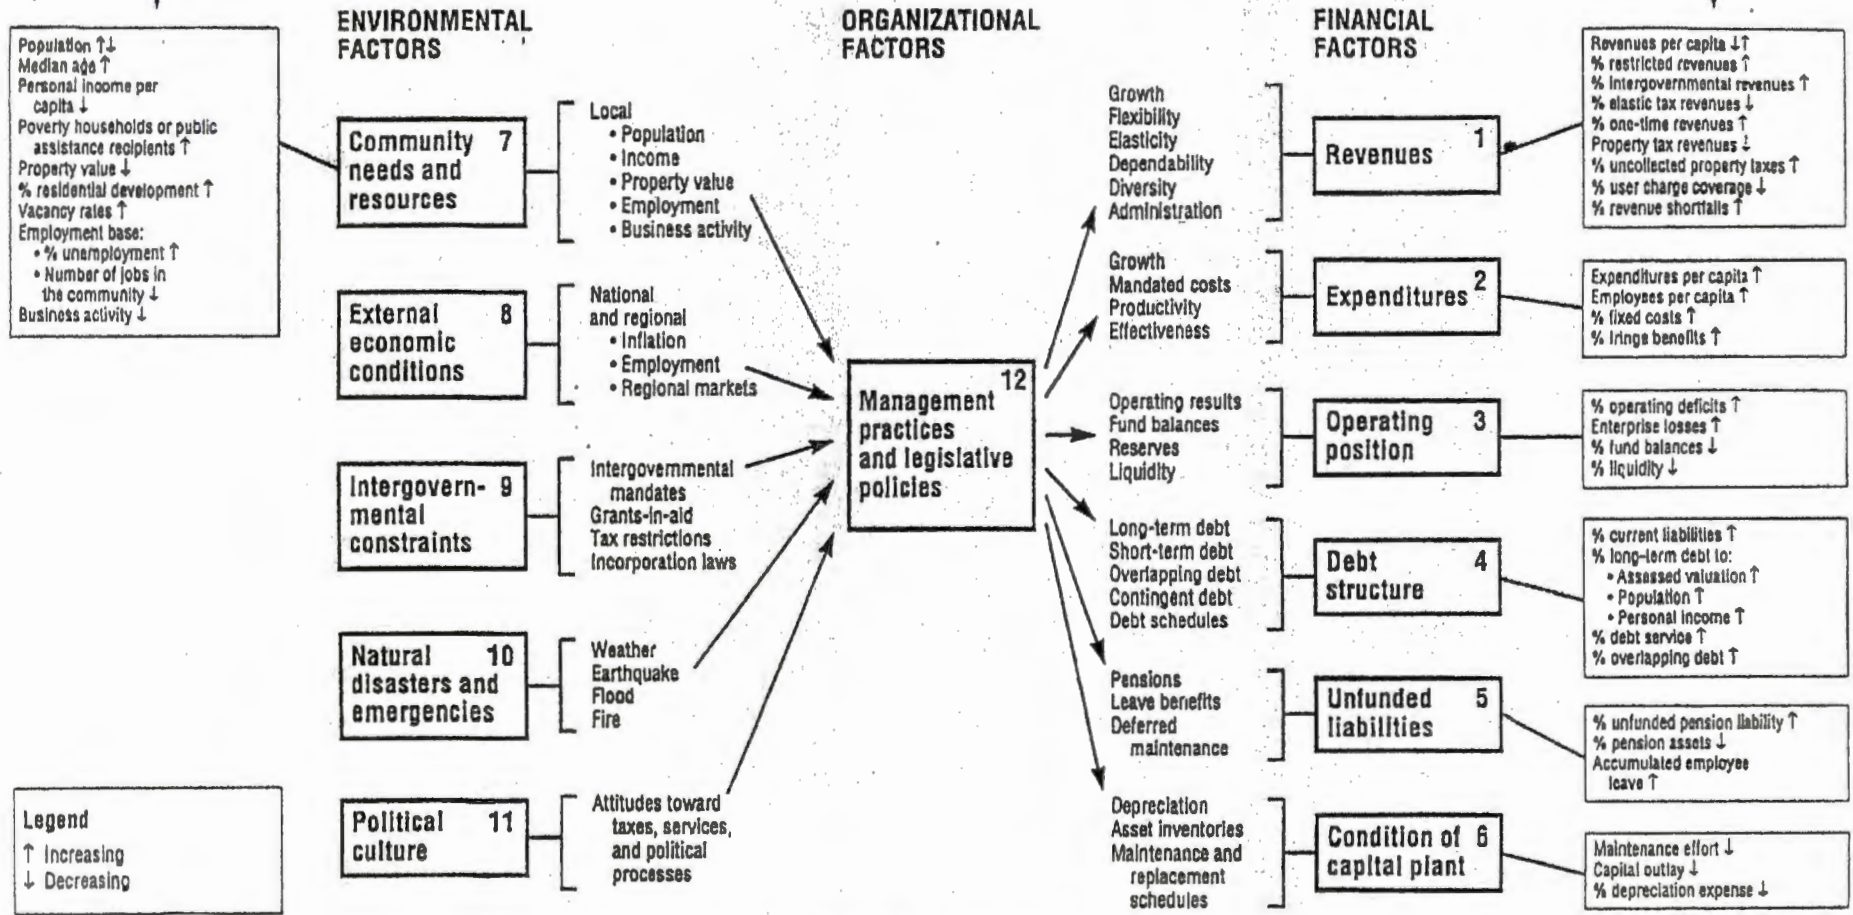 Population ↑↓
Median age ↑
Personal income per
capita ↓
Poverty households or public
assistance recipients ↑
Property value ↓
% residential development ↑
Vacancy rates ↑
Employment base:
• % unemployment ↑
• Number of jobs in
the community ↓
Business activity ↓
Legend
↑ Increasing
↓ Decreasing
ENVIRONMENTAL
FACTORS
Community 7
needs and
resources
Local
• Population
• Income
• Property value
• Employment
• Business activity
External 8
economic
conditions
National
and regional
• Inflation
• Employment
• Regional markets
Intergovern- 9
mental
constraints
Intergovernmental
mandates
Grants-in-aid
Tax restrictions
Incorporation laws
Natural 10
disasters and
emergencies
Weather
Earthquake
Flood
Fire
Political 11
culture
Attitudes toward
taxes, services,
and political
processes
ORGANIZATIONAL
FACTORS
12
Management
practices
and legislative
policies
FINANCIAL
FACTORS
Growth
Flexibility
Elasticity
Dependability
Diversity
Administration
Revenues 1
Revenues per capita ↓↑
% restricted revenues ↑
% intergovernmental revenues ↑
% elastic tax revenues ↓
% one-time revenues ↑
Property tax revenues ↓
% uncollected property taxes ↑
% user charge coverage ↓
% revenue shortfalls ↑
Growth
Mandated costs
Productivity
Effectiveness
Expenditures 2
Expenditures per capita ↑
Employees per capita ↑
% fixed costs ↑
% fringe benefits ↑
Operating results
Fund balances
Reserves
Liquidity
Operating 3
position
% operating deficits ↑
Enterprise losses ↑
% fund balances ↓
% liquidity ↓
Long-term debt
Short-term debt
Overlapping debt
Contingent debt
Debt schedules
Debt 4
structure
% current liabilities ↑
% long-term debt to:
• Assessed valuation ↑
• Population ↑
• Personal income ↑
% debt service ↑
% overlapping debt ↑
Pensions
Leave benefits
Deferred
maintenance
Unfunded 5
liabilities
% unfunded pension liability ↑
% pension assets ↓
Accumulated employee
leave ↑
Depreciation
Asset inventories
Maintenance and
replacement
schedules
Condition of 6
capital plant
Maintenance effort ↓
Capital outlay ↓
% depreciation expense ↓